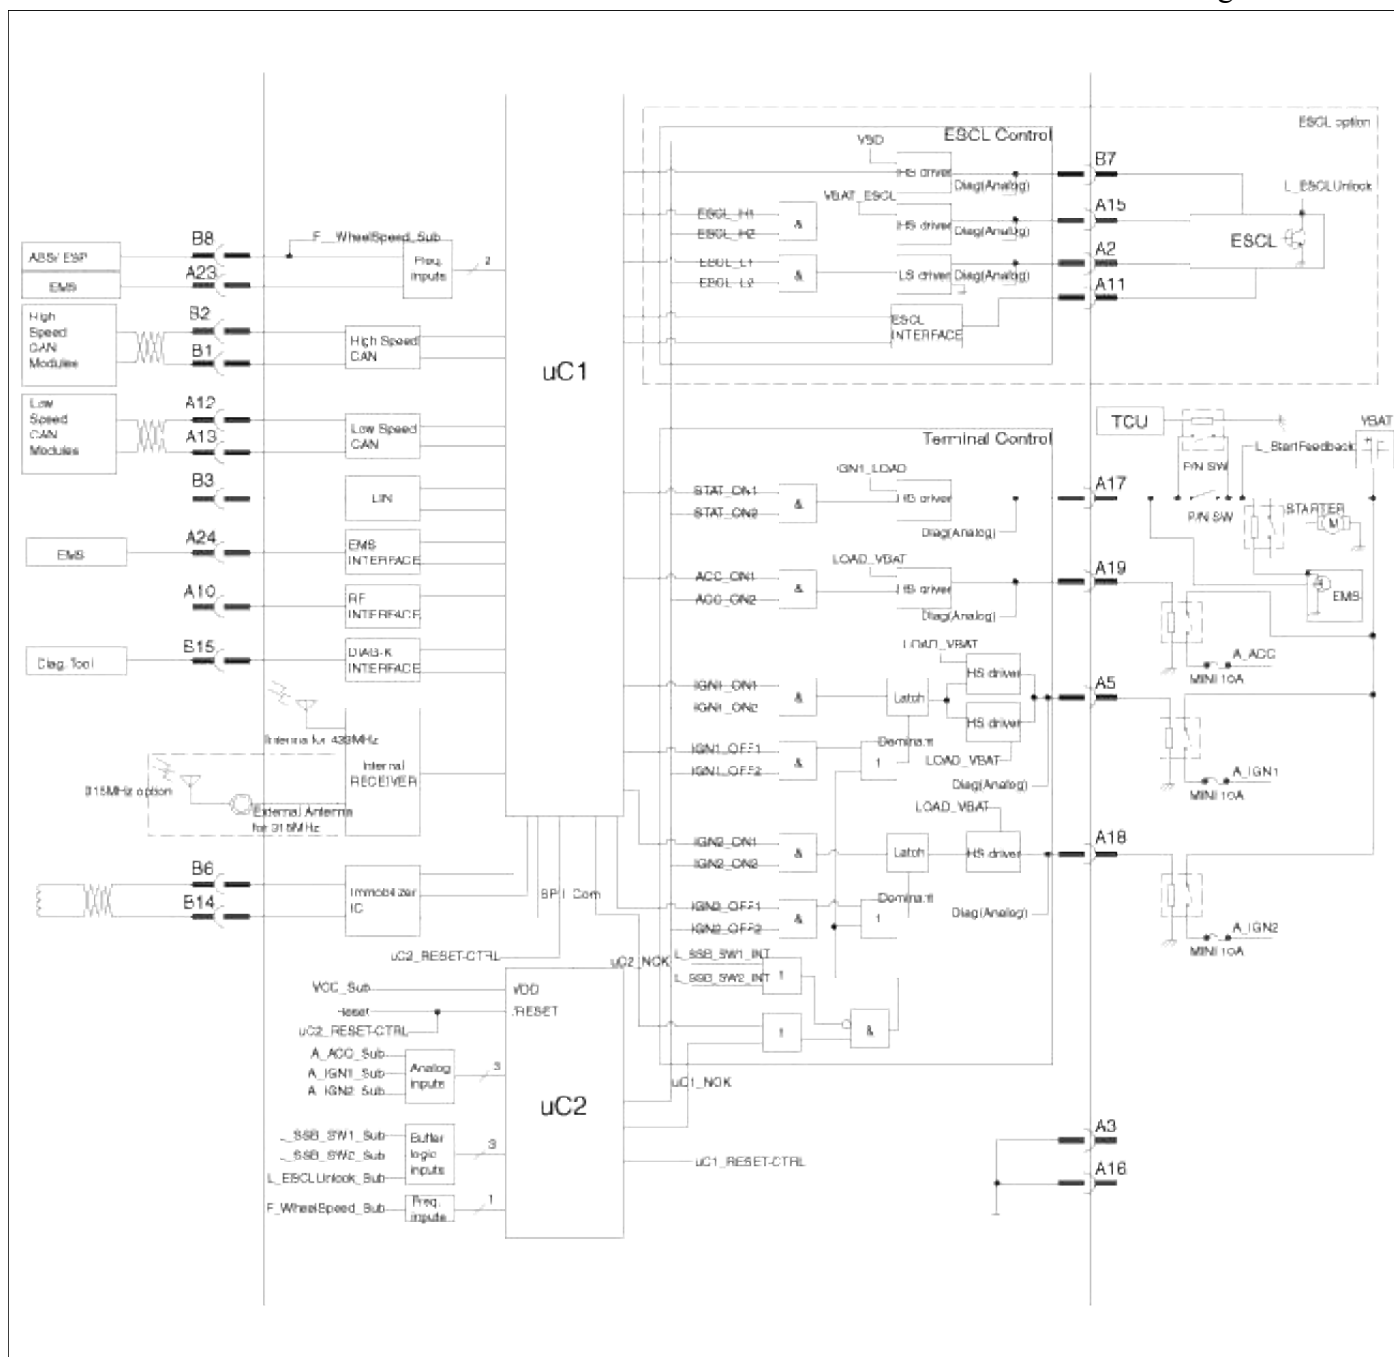 ESCL option
ESCL Control
VSD
HS driver
Diag(Analog)
B7
L_ESCLUnlock
VBAT_ESCL
ESCL_H1
ESCL_H2
&
HS driver
Diag(Analog)
A15
ESCL
ESCL_L1
ESCL_L2
&
LS driver
Diag(Analog)
A2
A11
ESCL
INTERFACE
ABS/ ESP
B8
F_WheelSpeed_Sub
Freq.
inputs
2
EMS
A23
High
Speed
CAN
Modules
B2
B1
High Speed
CAN
uC1
Low
Speed
CAN
Modules
A12
A13
Low Speed
CAN
B3
LIN
EMS
A24
EMS
INTERFACE
A10
RF
INTERFACE
Diag. Tool
B15
DIAG-K
INTERFACE
Antenna for 433MHz
315MHz option
External Antenna
for 315MHz
Internal
RECEIVER
B6
B14
Immobilizer
IC
SPI Com
Terminal Control
TCU
VBAT
L_StartFeedback
P/N SW
P/N SW
STARTER
M
EMS
IGN1_LOAD
STAT_ON1
STAT_ON2
&
HS driver
Diag(Analog)
A17
LOAD_VBAT
ACC_ON1
ACC_ON2
&
HS driver
Diag(Analog)
A19
A_ACC
MINI 10A
LOAD_VBAT
HS driver
IGN1_ON1
IGN1_ON2
&
Latch
HS driver
A5
Dominant
LOAD_VBAT
IGN1_OFF1
IGN1_OFF2
&
1
Diag(Analog)
A_IGN1
MINI 10A
LOAD_VBAT
IGN2_ON1
IGN2_ON2
&
Latch
HS driver
A18
Dominant
IGN2_OFF1
IGN2_OFF2
&
1
Diag(Analog)
A_IGN2
MINI 10A
uC2_RESET-CTRL
uC2_NOK
L_SSB_SW1_INT
L_SSB_SW2_INT
1
1
&
VCC_Sub
VDD
Reset
/RESET
uC2_RESET-CTRL
A_ACC_Sub
A_IGN1_Sub
A_IGN2_Sub
Analog
inputs
3
uC2
uC1_NOK
L_SSB_SW1_Sub
L_SSB_SW2_Sub
L_ESCLUnlock_Sub
Buffer
logic
inputs
3
uC1_RESET-CTRL
F_WheelSpeed_Sub
Freq.
inputs
1
A3
A16